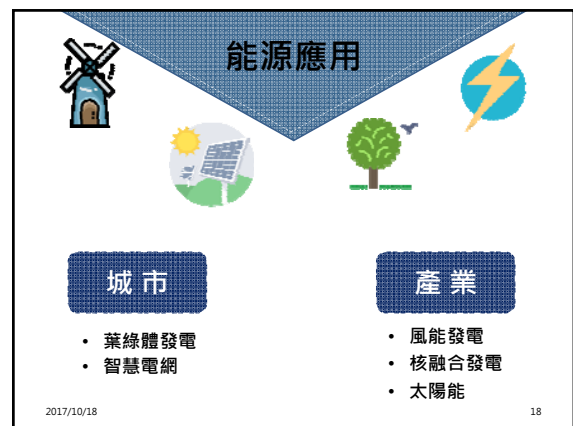 能源應用
城市
• 葉綠體發電
• 智慧電網
產業
• 風能發電
• 核融合發電
• 太陽能
2017/10/18
18